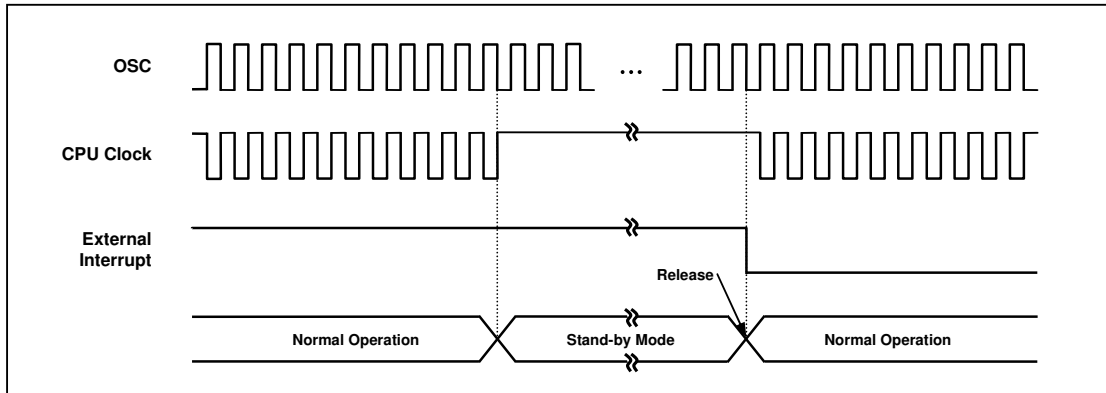 OSC
...
CPU Clock
External
Interrupt
Release
Normal Operation
Stand-by Mode
Normal Operation